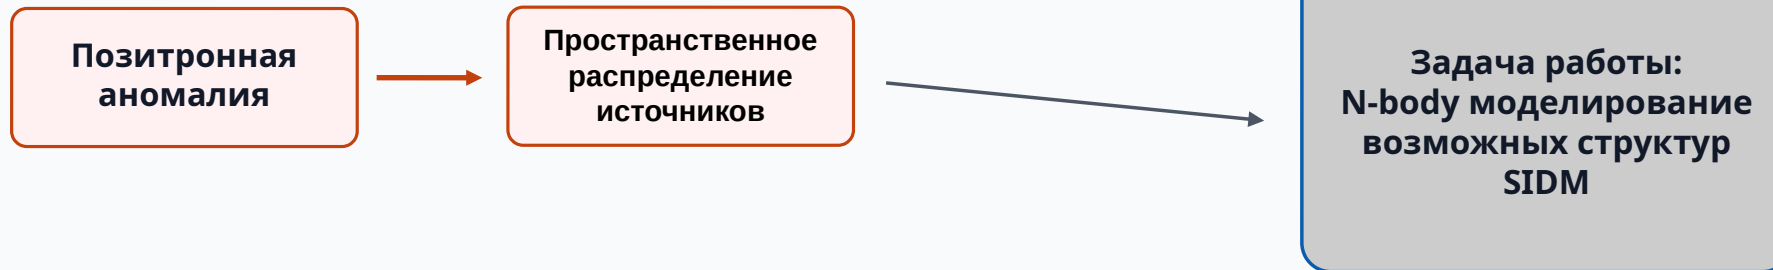 Позитронная
аномалия
Пространственное
распределение
источников
Задача работы:
N-body моделирование
возможных структур
SIDM